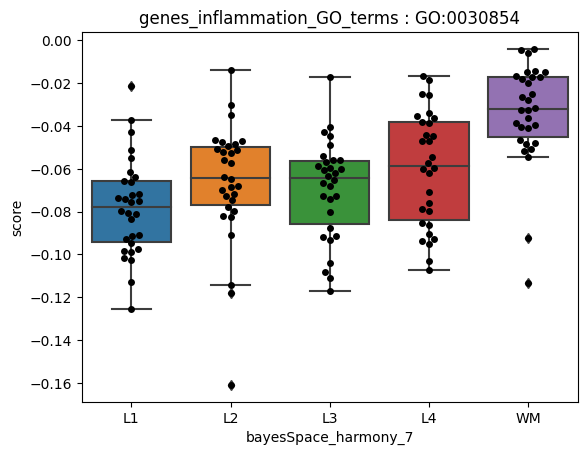 genes_inflammation_GO_terms : GO:0030854
0.00
−0.02
−0.04
−0.06
−0.08
−0.10
−0.12
−0.14
−0.16
score
L1 L2 L3 L4 WM
bayesSpace_harmony_7